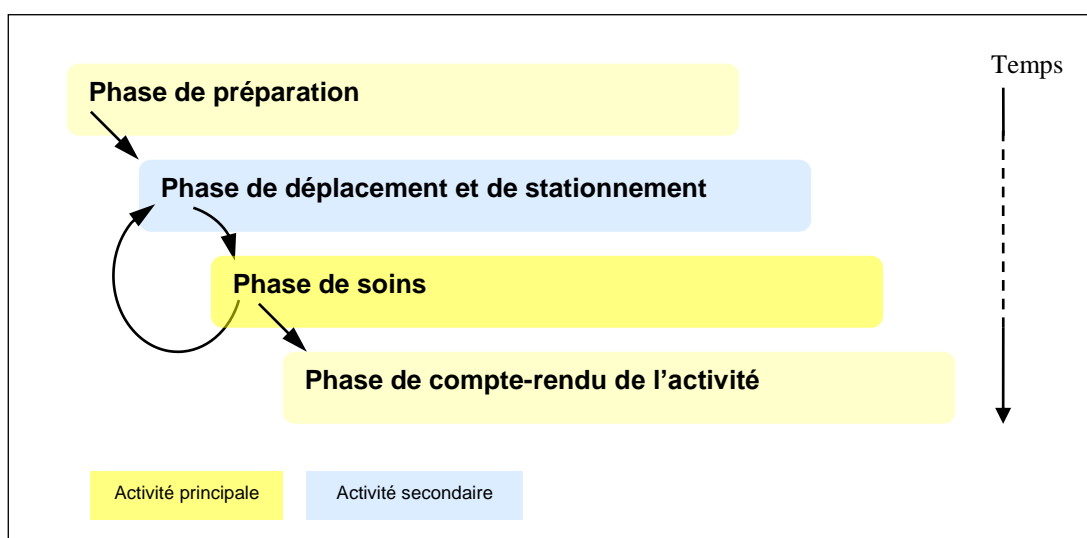 Temps
Phase de préparation
Phase de déplacement et de stationnement
Phase de soins
Phase de compte-rendu de l’activité
Activité principale
Activité secondaire